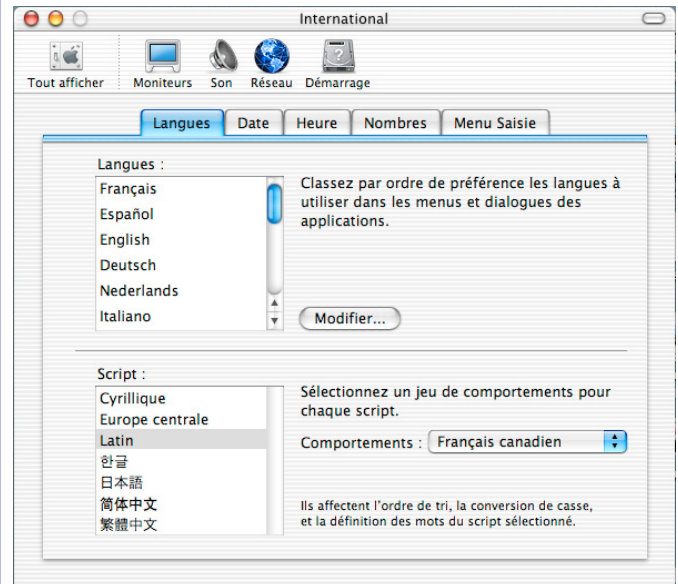 International
Tout afficher
Moniteurs
Son
Réseau
Démarrage
Langues
Date
Heure
Nombres
Menu Saisie
Langues :
Français
Español
English
Deutsch
Nederlands
Italiano
Classez par ordre de préférence les langues à
utiliser dans les menus et dialogues des
applications.
Modifier...
Script :
Cyrillique
Europe centrale
Latin
한글
日本語
简体中文
繁體中文
Sélectionnez un jeu de comportements pour
chaque script.
Comportements : Français canadien
Ils affectent l'ordre de tri, la conversion de casse,
et la définition des mots du script sélectionné.